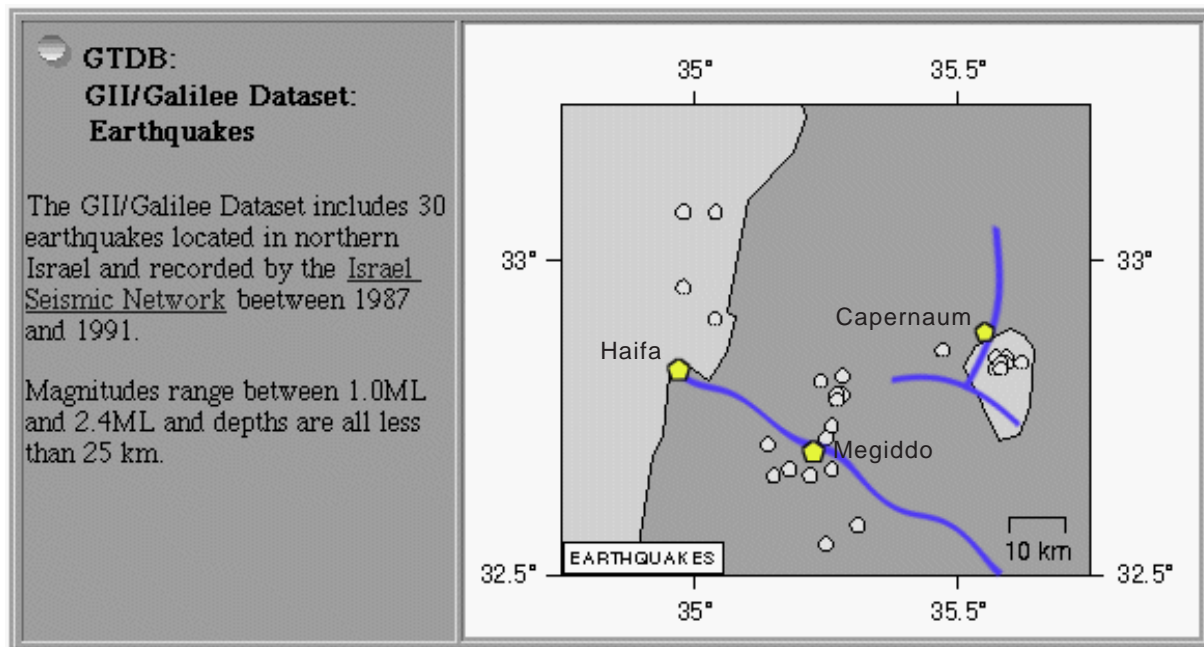 GTDB:
GII/Galilee Dataset:
Earthquakes
The GII/Galilee Dataset includes 30
earthquakes located in northern
Israel and recorded by the Israel
Seismic Network beetween 1987
and 1991.
Magnitudes range between 1.0ML
and 2.4ML and depths are all less
than 25 km.
35° 35.5°
33° 33°
Capernaum
Haifa
Megiddo
10 km
EARTHQUAKES
32.5° 32.5°
35° 35.5°